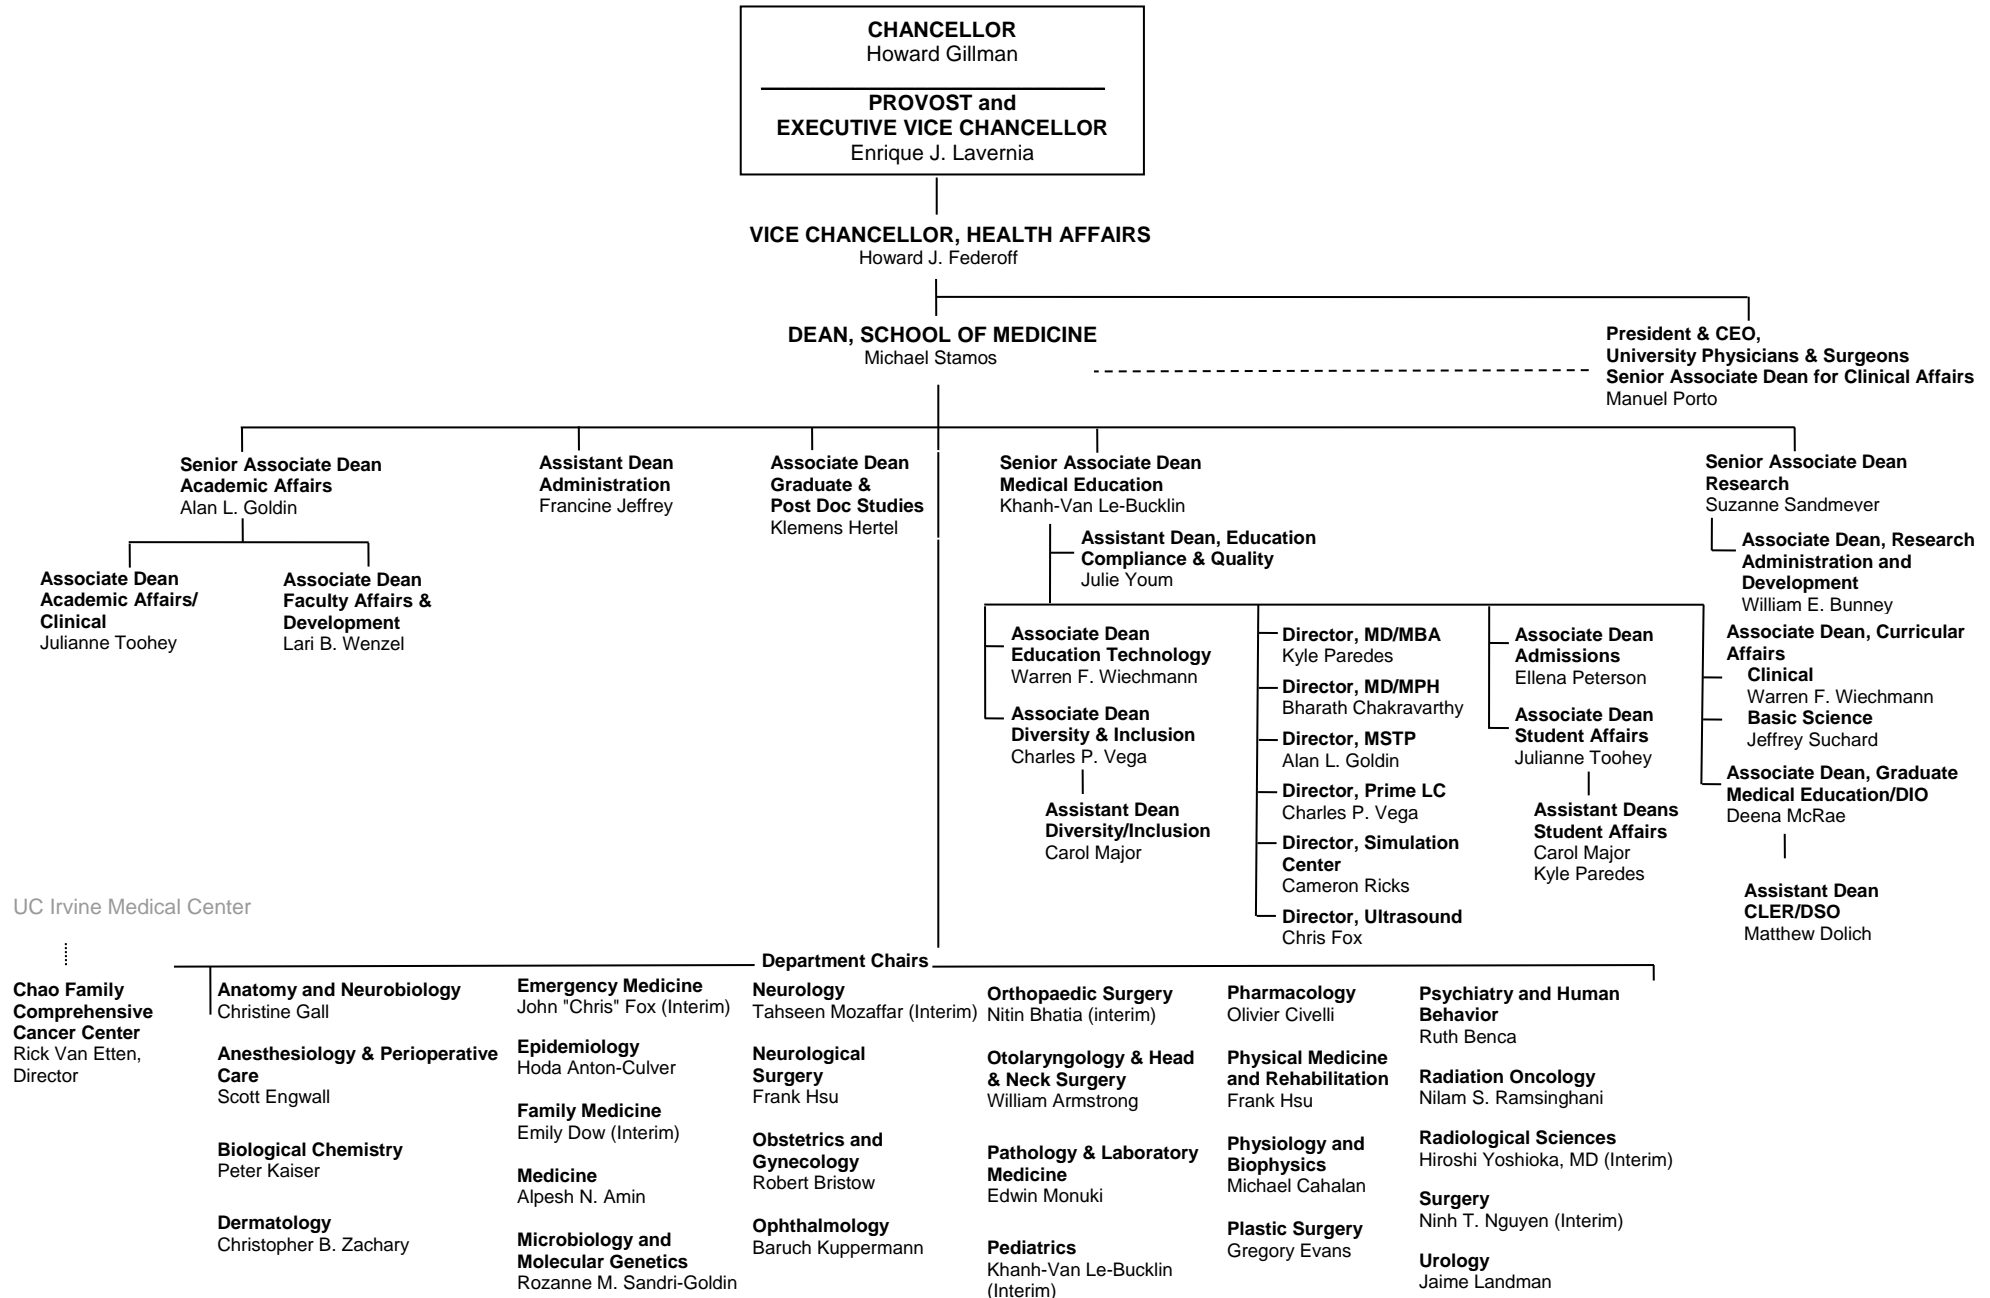 CHANCELLOR
Howard Gillman
PROVOST and
EXECUTIVE VICE CHANCELLOR
Enrique J. Lavernia
VICE CHANCELLOR, HEALTH AFFAIRS
Howard J. Federoff
DEAN, SCHOOL OF MEDICINE
Michael Stamos
President & CEO,
University Physicians & Surgeons
Senior Associate Dean for Clinical Affairs
Manuel Porto
Senior Associate Dean
Academic Affairs
Alan L. Goldin
Assistant Dean
Administration
Francine Jeffrey
Associate Dean
Graduate &
Post Doc Studies
Klemens Hertel
Senior Associate Dean
Medical Education
Khanh-Van Le-Bucklin
Senior Associate Dean
Research
Suzanne Sandmeyer
Associate Dean
Academic Affairs/
Clinical
Julianne Toohey
Associate Dean
Faculty Affairs &
Development
Lari B. Wenzel
Assistant Dean, Education
Compliance & Quality
Julie Youm
Associate Dean, Research
Administration and
Development
William E. Bunney
Associate Dean
Education Technology
Warren F. Wiechmann
Associate Dean
Diversity & Inclusion
Charles P. Vega
Assistant Dean
Diversity/Inclusion
Carol Major
Director, MD/MBA
Kyle Paredes
Director, MD/MPH
Bharath Chakravarthy
Director, MSTP
Alan L. Goldin
Director, Prime LC
Charles P. Vega
Director, Simulation
Center
Cameron Ricks
Director, Ultrasound
Chris Fox
Associate Dean
Admissions
Ellena Peterson
Associate Dean
Student Affairs
Julianne Toohey
Assistant Deans
Student Affairs
Carol Major
Kyle Paredes
Associate Dean, Curricular
Affairs
Clinical
Warren F. Wiechmann
Basic Science
Jeffrey Suchard
Associate Dean, Graduate
Medical Education/DIO
Deena McRae
Assistant Dean
CLER/DSO
Matthew Dolich
UC Irvine Medical Center
Chao Family
Comprehensive
Cancer Center
Rick Van Etten,
Director
Department Chairs
Anatomy and Neurobiology
Christine Gall
Anesthesiology & Perioperative
Care
Scott Engwall
Biological Chemistry
Peter Kaiser
Dermatology
Christopher B. Zachary
Emergency Medicine
John "Chris" Fox (Interim)
Epidemiology
Hoda Anton-Culver
Family Medicine
Emily Dow (Interim)
Medicine
Alpesh N. Amin
Microbiology and
Molecular Genetics
Rozanne M. Sandri-Goldin
Neurology
Tahseen Mozaffar (Interim)
Neurological
Surgery
Frank Hsu
Obstetrics and
Gynecology
Robert Bristow
Ophthalmology
Baruch Kuppermann
Orthopaedic Surgery
Nitin Bhatia (interim)
Otolaryngology & Head
& Neck Surgery
William Armstrong
Pathology & Laboratory
Medicine
Edwin Monuki
Pediatrics
Khanh-Van Le-Bucklin
(Interim)
Pharmacology
Olivier Civelli
Physical Medicine
and Rehabilitation
Frank Hsu
Physiology and
Biophysics
Michael Cahalan
Plastic Surgery
Gregory Evans
Psychiatry and Human
Behavior
Ruth Benca
Radiation Oncology
Nilam S. Ramsinghani
Radiological Sciences
Hiroshi Yoshioka, MD (Interim)
Surgery
Ninh T. Nguyen (Interim)
Urology
Jaime Landman